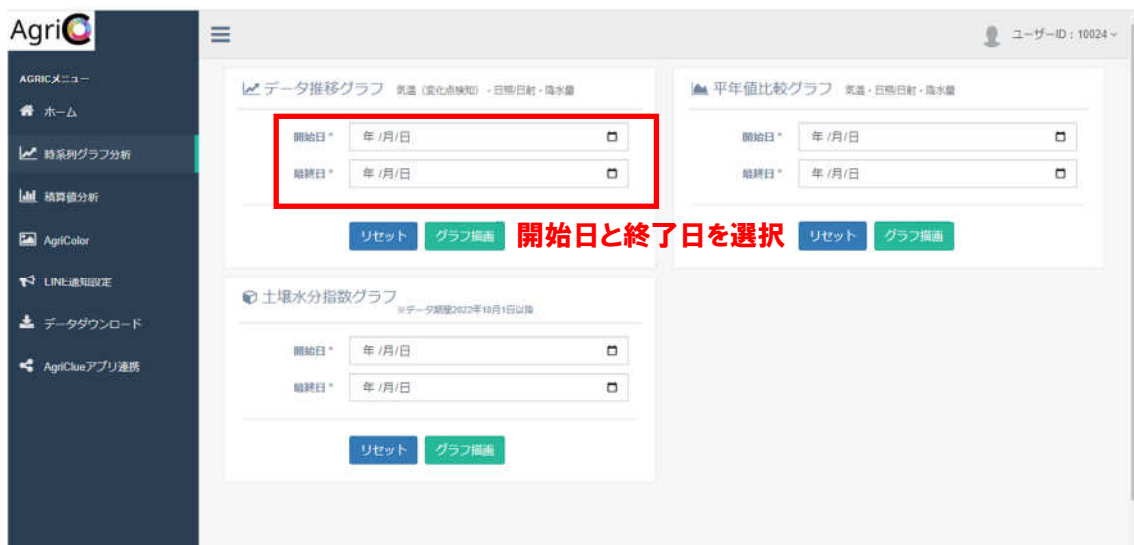 AgriC
ユーザーID : 10024
AGRICメニュー
ホーム
時系列グラフ分析
積算値分析
AgriColor
LINE通知設定
データダウンロード
AgriClueアプリ連携
データ推移グラフ 気温(変化点検知)・日照/日射・降水量
開始日 * 年 /月/日
最終日 * 年 /月/日
リセット グラフ描画
開始日と終了日を選択
平年値比較グラフ 気温・日照/日射・降水量
開始日 * 年 /月/日
最終日 * 年 /月/日
リセット グラフ描画
土壌水分指数グラフ ※データ期間2022年10月1日以降
開始日 * 年 /月/日
最終日 * 年 /月/日
リセット グラフ描画